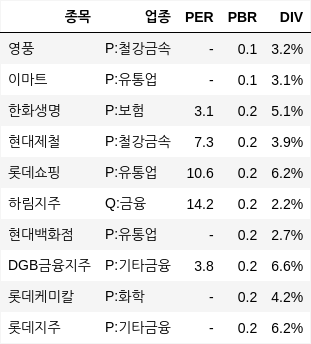 종목 업종 PER PBR DIV
영풍 P:철강금속 - 0.1 3.2%
이마트 P:유통업 - 0.1 3.1%
한화생명 P:보험 3.1 0.2 5.1%
현대제철 P:철강금속 7.3 0.2 3.9%
롯데쇼핑 P:유통업 10.6 0.2 6.2%
하림지주 Q:금융 14.2 0.2 2.2%
현대백화점 P:유통업 - 0.2 2.7%
DGB금융지주 P:기타금융 3.8 0.2 6.6%
롯데케미칼 P:화학 - 0.2 4.2%
롯데지주 P:기타금융 - 0.2 6.2%